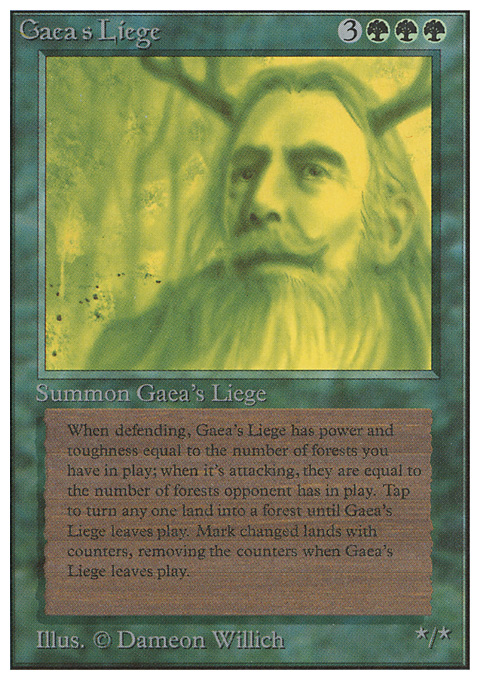 Gaea's Liege 3
Summon Gaea's Liege
When defending, Gaea's Liege has power and
toughness equal to the number of forests you
have in play; when it's attacking, they are equal to
the number of forests opponent has in play. Tap
to turn any one land into a forest until Gaea's
Liege leaves play. Mark changed lands with
counters, removing the counters when Gaea's
Liege leaves play.
Illus. © Dameon Willich */*